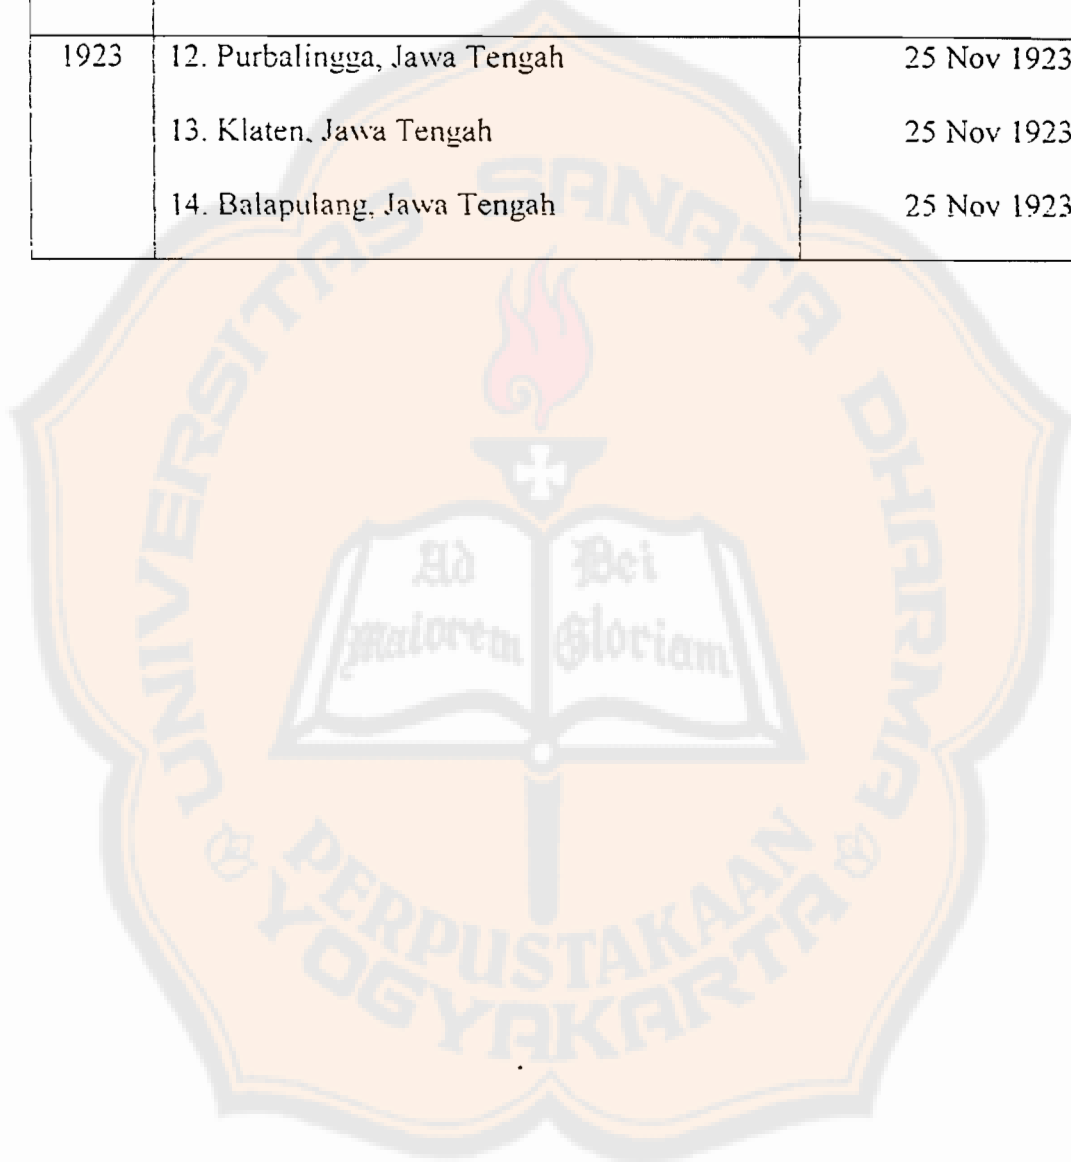 1923 12. Purbalingga, Jawa Tengah 25 Nov 1923
13. Klaten, Jawa Tengah 25 Nov 1923
14. Balapulang, Jawa Tengah 25 Nov 1923
UNIVERSITAS SANATA DHARMA
Ad Dei
maiorem Gloriam
PERPUSTAKAAN
YOGYAKARTA